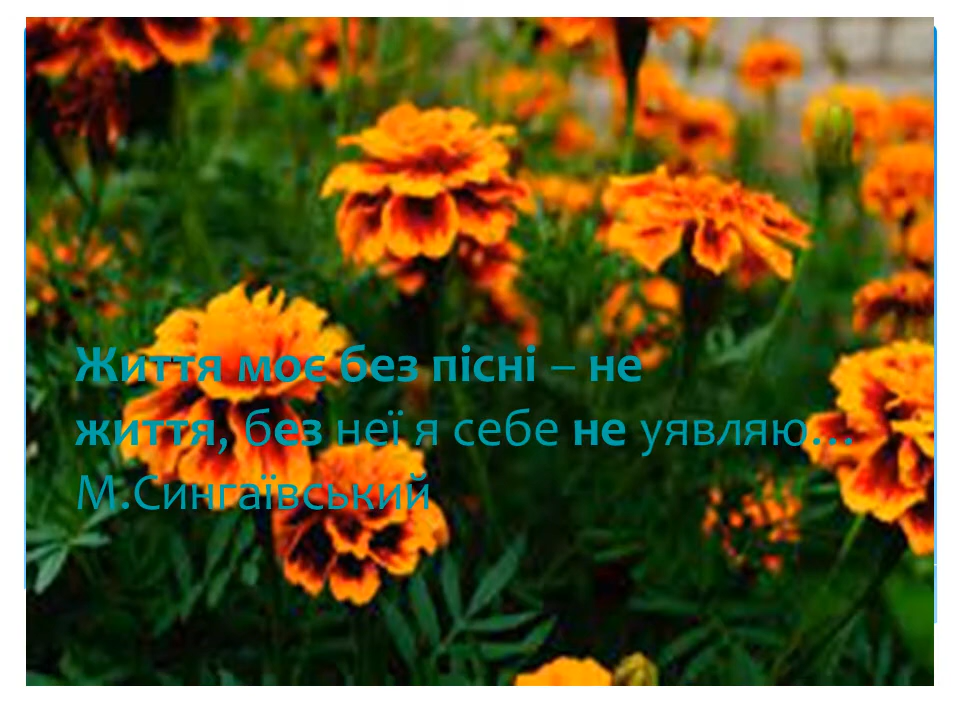 Життя моє без пісні – не
життя, без неї я себе не уявляю…
М.Сингаївський